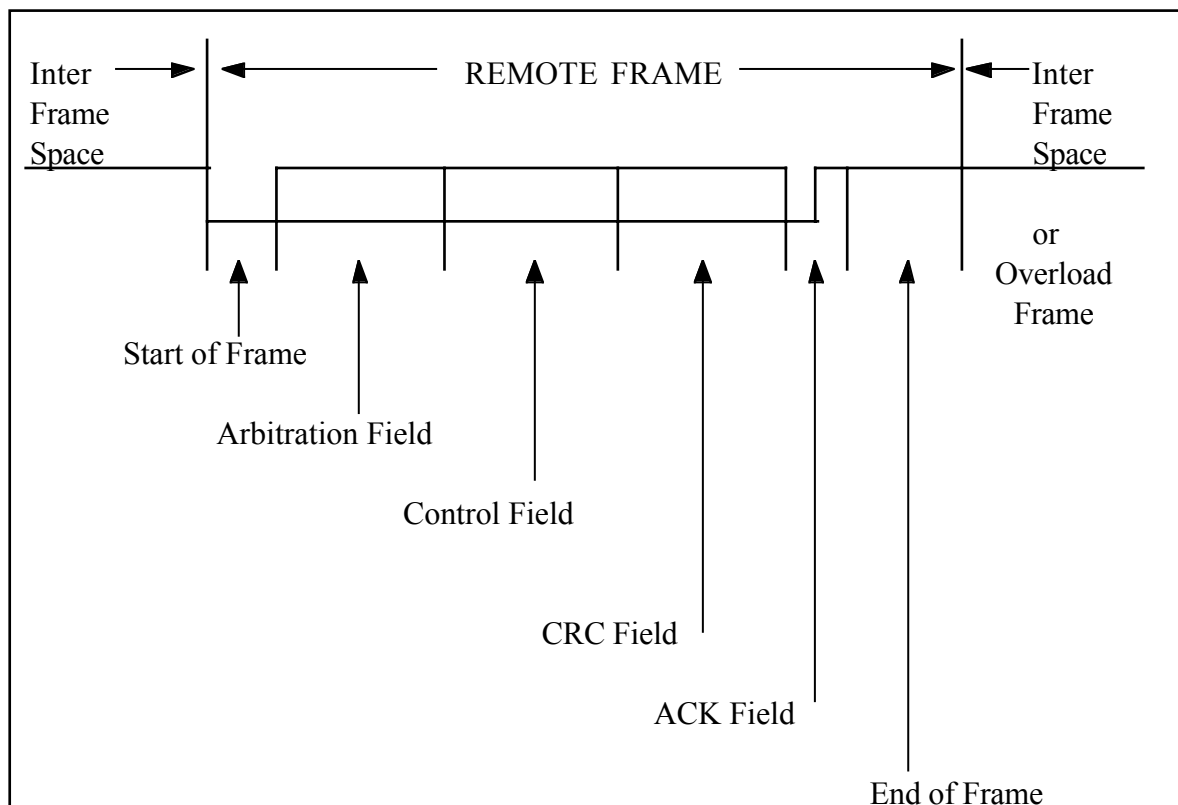 Inter
Frame
Space
REMOTE FRAME
Inter
Frame
Space
or
Overload
Frame
Start of Frame
Arbitration Field
Control Field
CRC Field
ACK Field
End of Frame